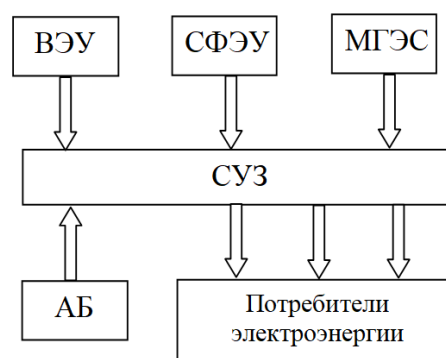 ВЭУ
СФЭУ
МГЭС
СУЗ
АБ
Потребители
электроэнергии